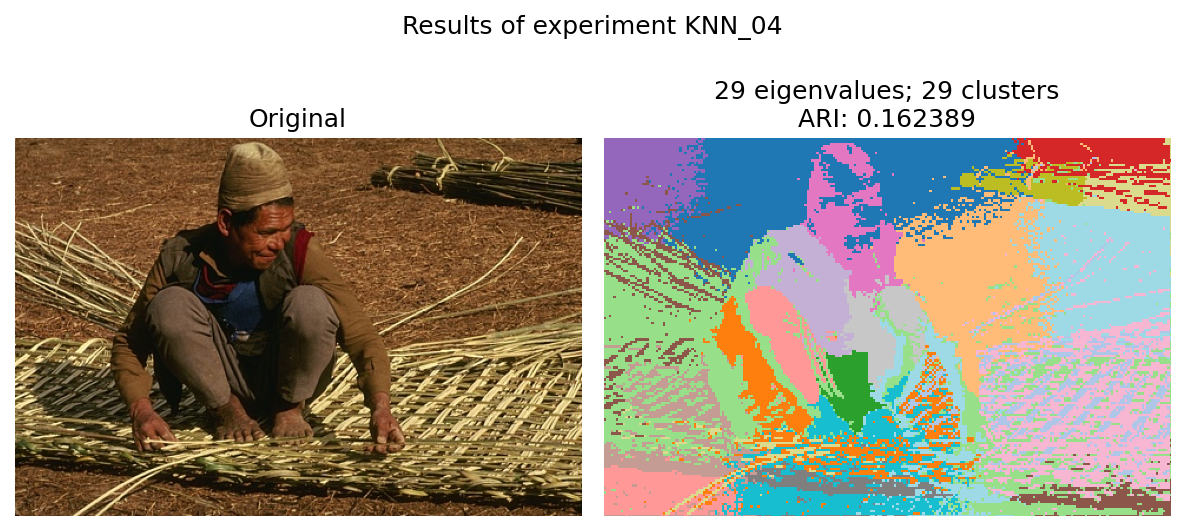 Results of experiment KNN_04
Original
29 eigenvalues; 29 clusters
ARI: 0.162389